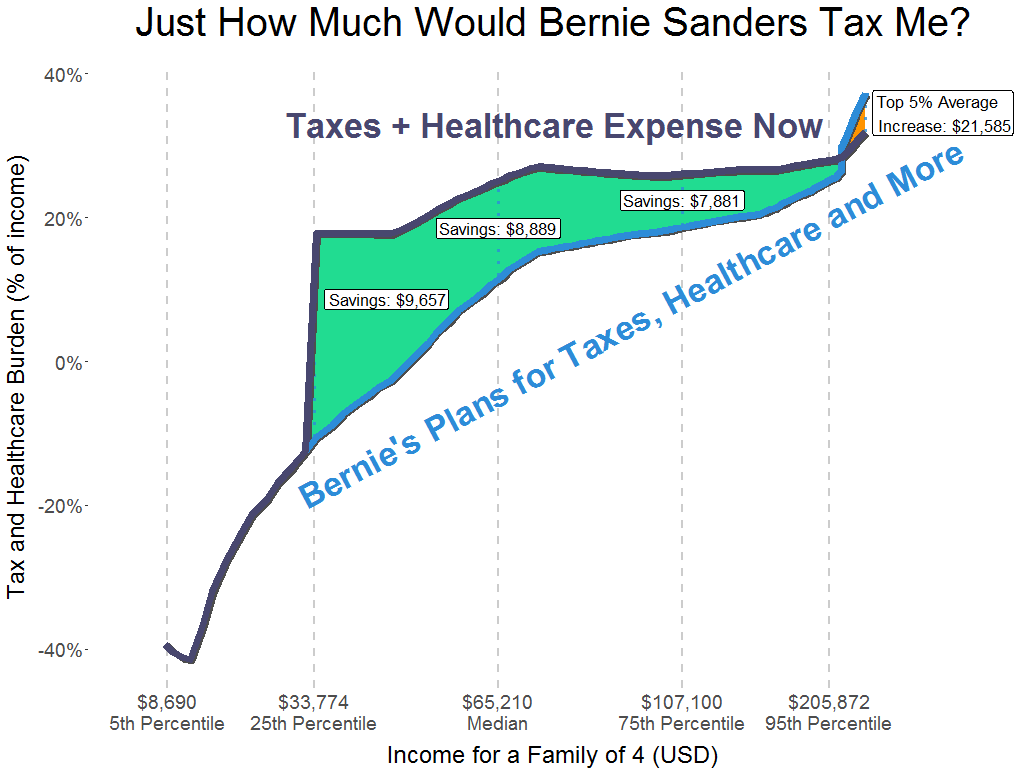 Just How Much Would Bernie Sanders Tax Me?
Tax and Healthcare Burden (% of income)
40%
20%
0%
-20%
-40%
Taxes + Healthcare Expense Now
Top 5% Average
Increase: $21,585
Savings: $7,881
Savings: $8,889
Savings: $9,657
Bernie's Plans for Taxes, Healthcare and More
$8,690
5th Percentile
$33,774
25th Percentile
$65,210
Median
$107,100
75th Percentile
$205,872
95th Percentile
Income for a Family of 4 (USD)